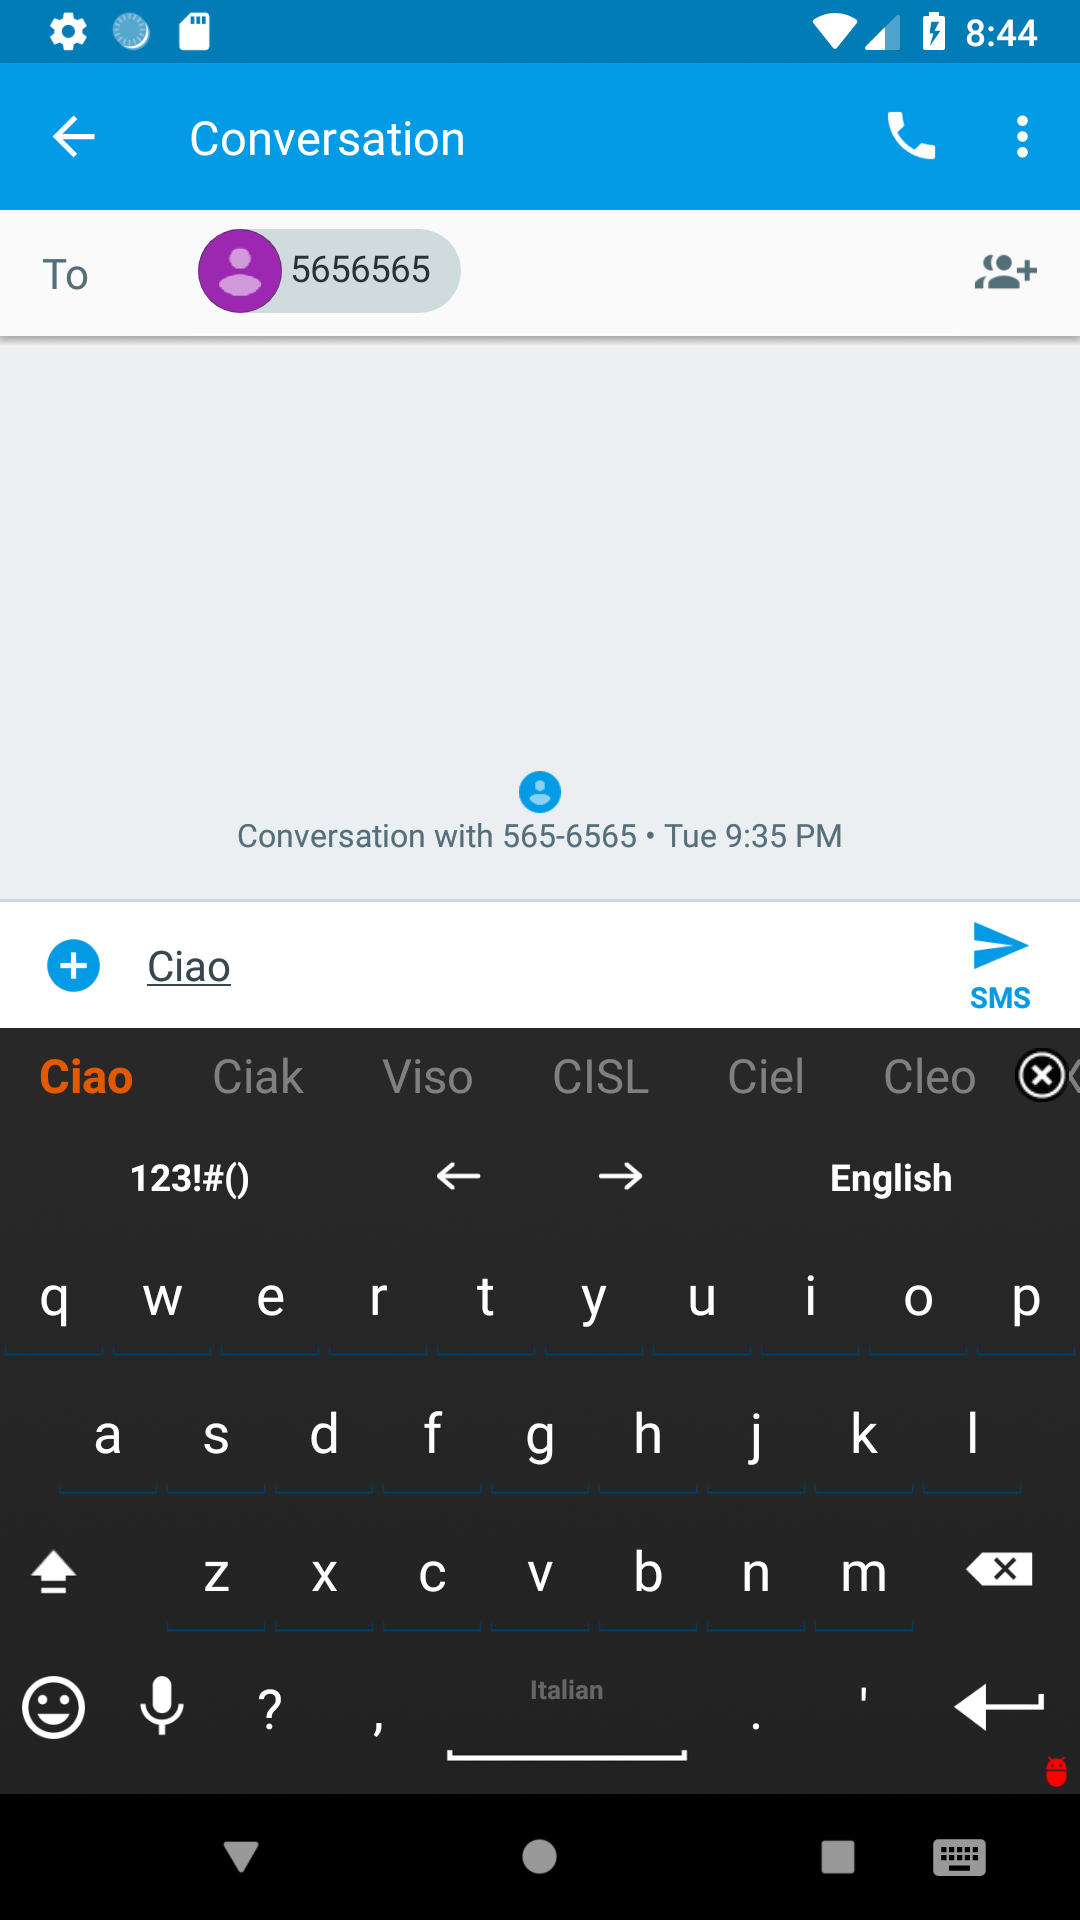 8:44
Conversation
To 5656565
Conversation with 565-6565 • Tue 9:35 PM
Ciao
SMS
Ciao Ciak Viso CISL Ciel Cleo
123!#() ← → English
q w e r t y u i o p
a s d f g h j k l
z x c v b n m
Italian
? , . '